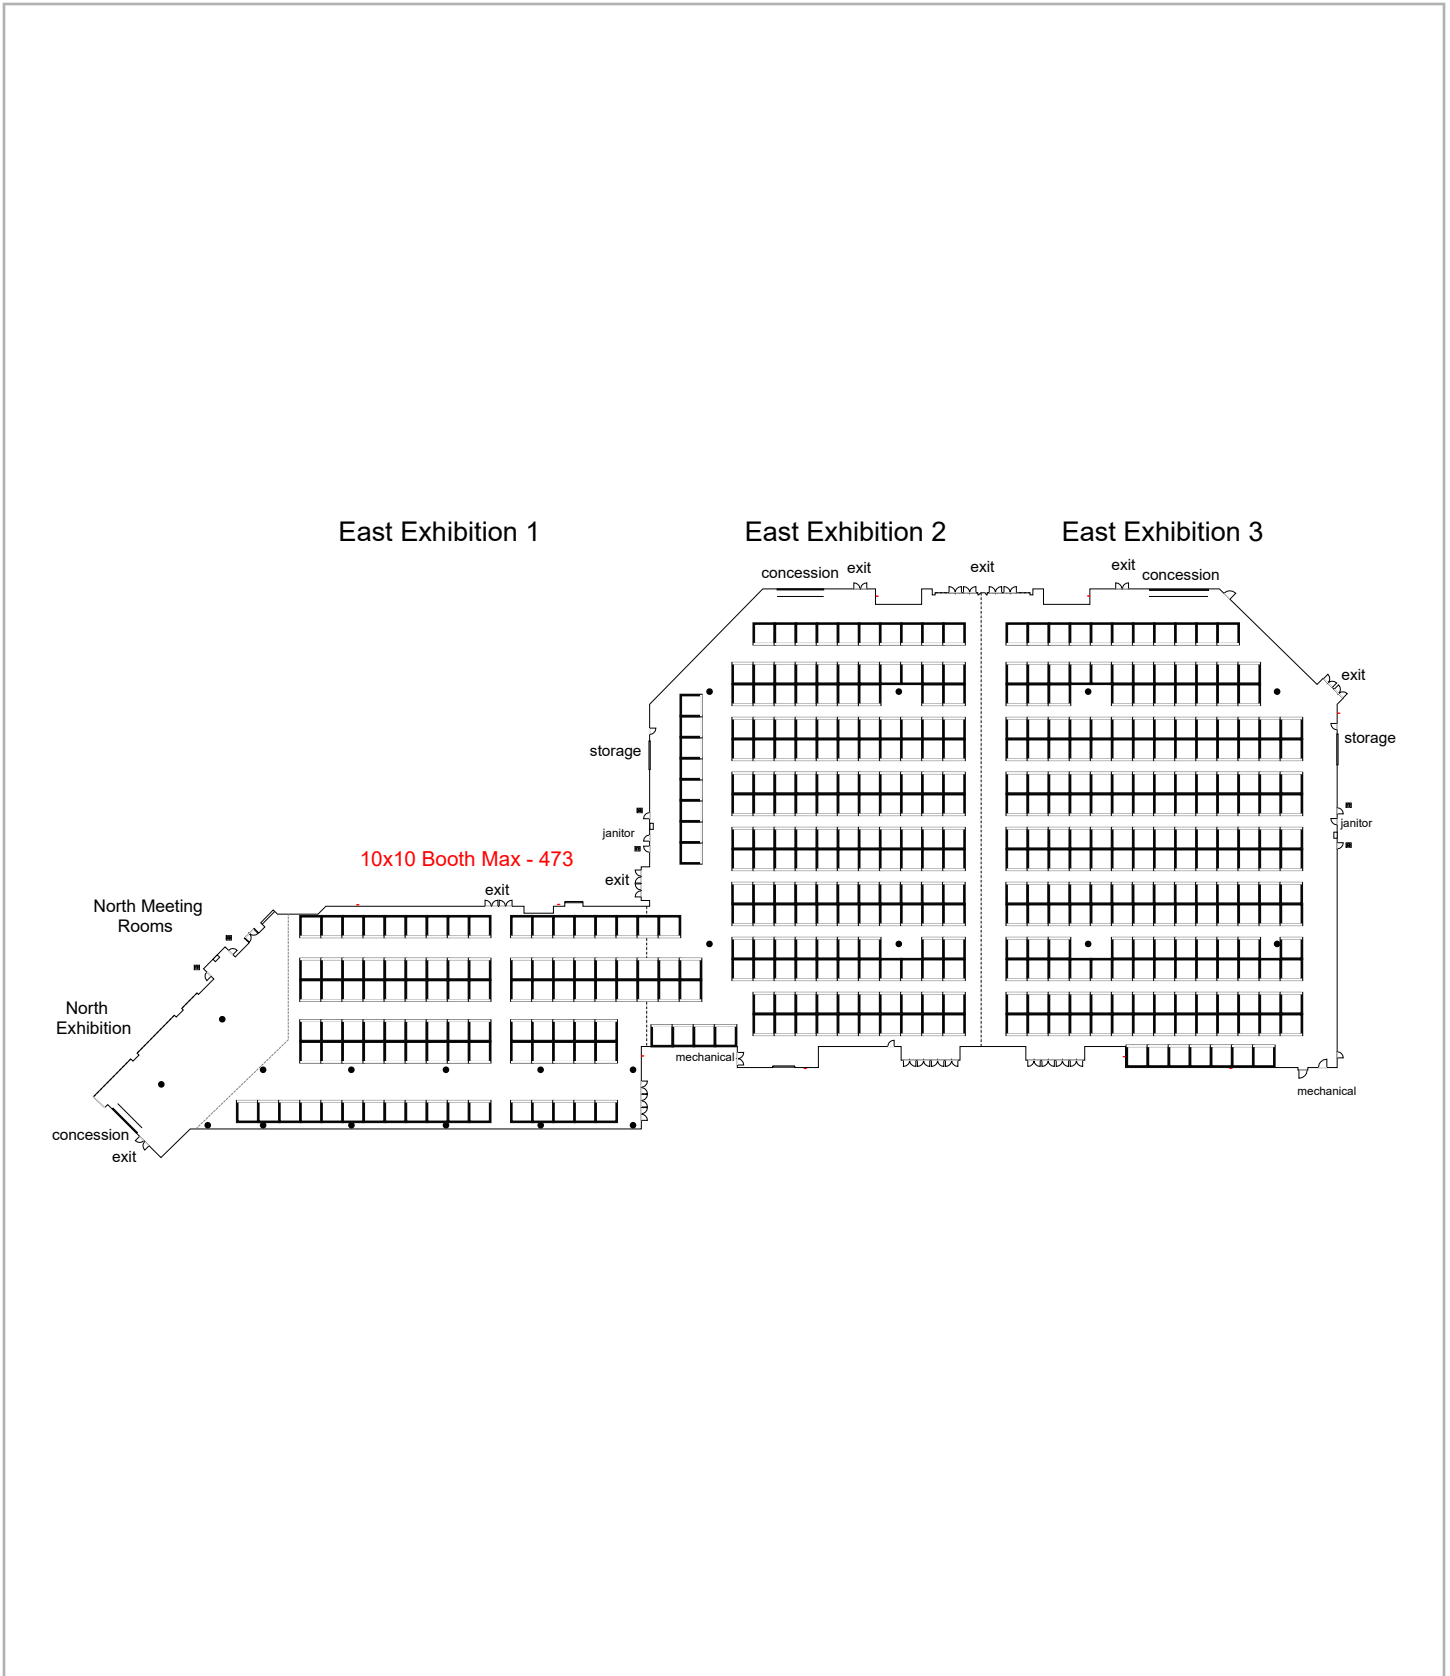 East Exhibition 1
East Exhibition 2
East Exhibition 3
concession
exit
exit
exit
concession
exit
storage
storage
janitor
janitor
10x10 Booth Max - 473
exit
exit
North Meeting
Rooms
North
Exhibition
mechanical
mechanical
concession
exit